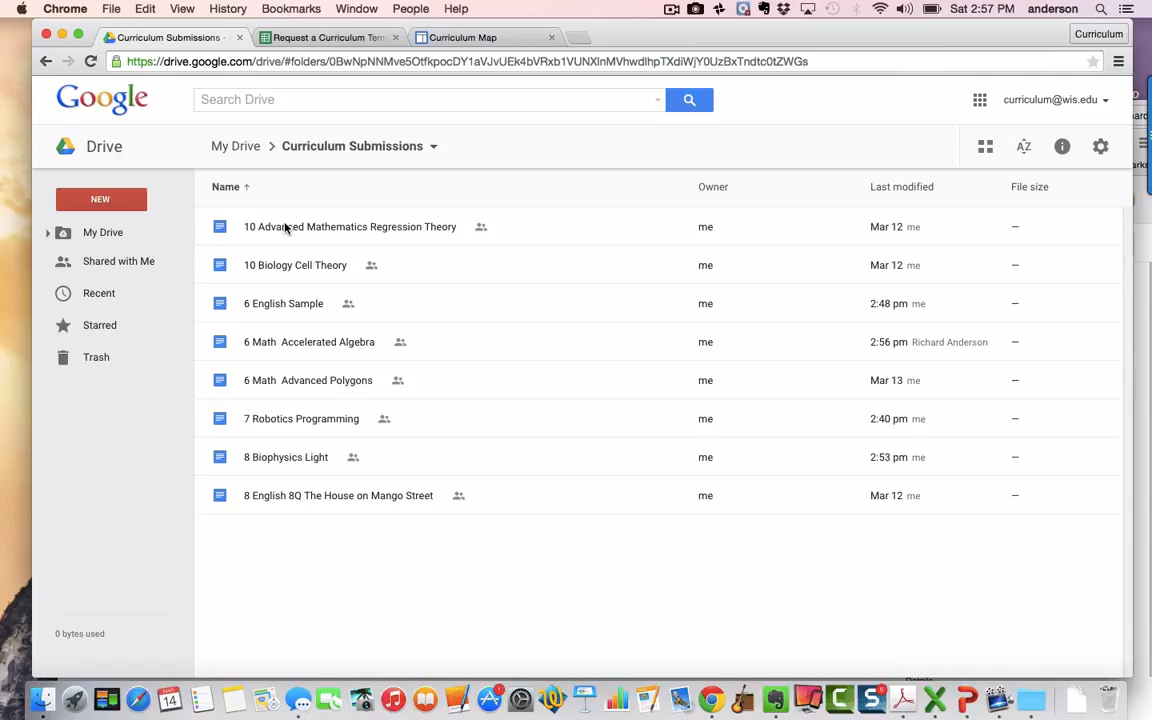 Chrome File Edit View History Bookmarks Window People Help Sat 2:57 PM anderson
Curriculum Submissions - Request a Curriculum Tem Curriculum Map Curriculum
https://drive.google.com/drive/#folders/0BwNpNNMve5OtfkpocDY1aVJvUEk4bVRxb1VUNXlnMVhwdlhpTXdiWjY0UzBxTndtc0tZWGs
Google Search Drive curriculum@wis.edu
Drive My Drive > Curriculum Submissions AZ
NEW Name Owner Last modified File size
My Drive
Shared with Me
Recent
Starred
Trash
10 Advanced Mathematics Regression Theory me Mar 12 me —
10 Biology Cell Theory me Mar 12 me —
6 English Sample me 2:48 pm me —
6 Math Accelerated Algebra me 2:56 pm Richard Anderson —
6 Math Advanced Polygons me Mar 13 me —
7 Robotics Programming me 2:40 pm me —
8 Biophysics Light me 2:53 pm me —
8 English 8Q The House on Mango Street me Mar 12 me —
0 bytes used
14